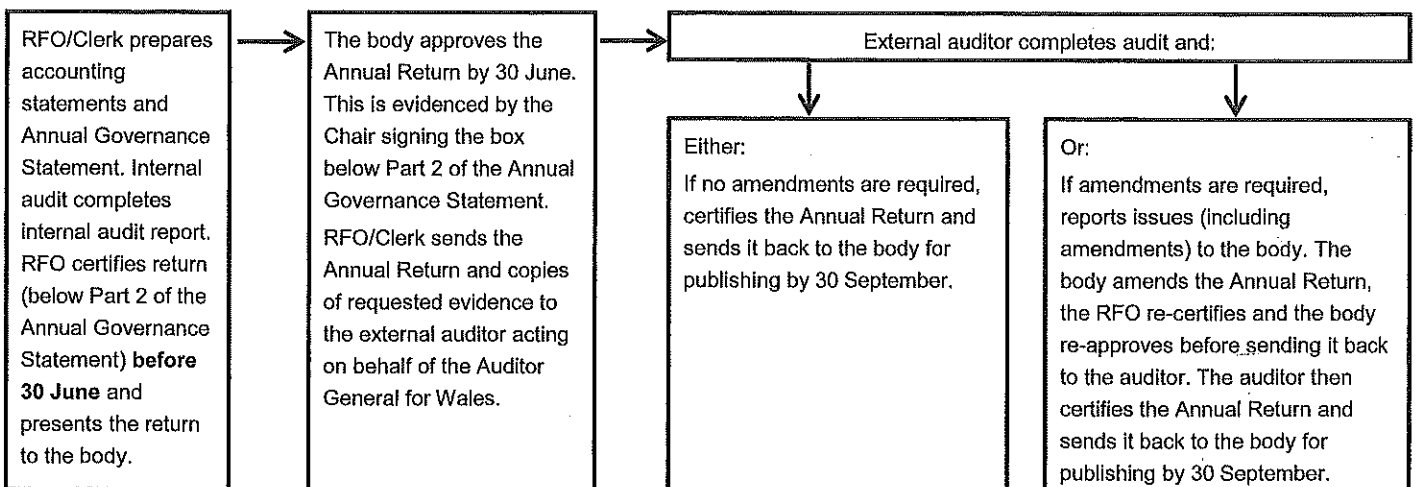 RFO/Clerk prepares
accounting
statements and
Annual Governance
Statement. Internal
audit completes
internal audit report.
RFO certifies return
(below Part 2 of the
Annual Governance
Statement) before
30 June and
presents the return
to the body.
The body approves the
Annual Return by 30 June.
This is evidenced by the
Chair signing the box
below Part 2 of the Annual
Governance Statement.
RFO/Clerk sends the
Annual Return and copies
of requested evidence to
the external auditor acting
on behalf of the Auditor
General for Wales.
External auditor completes audit and:
Either:
If no amendments are required,
certifies the Annual Return and
sends it back to the body for
publishing by 30 September.
Or:
If amendments are required,
reports issues (including
amendments) to the body. The
body amends the Annual Return,
the RFO re-certifies and the body
re-approves before sending it back
to the auditor. The auditor then
certifies the Annual Return and
sends it back to the body for
publishing by 30 September.